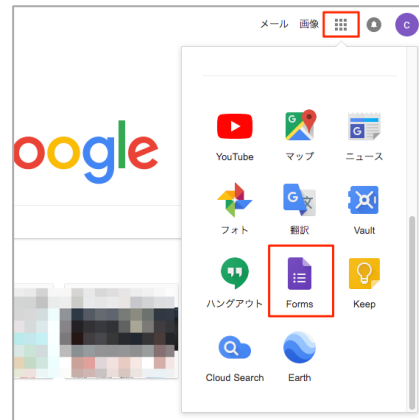 メール 画像 C
oogle
YouTube マップ ニュース
フォト 翻訳 Vault
ハングアウト Forms Keep
Cloud Search Earth